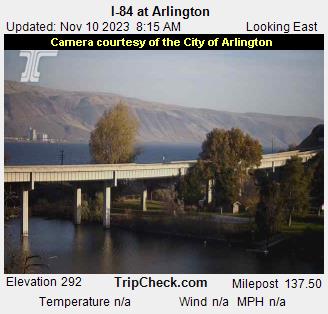 I-84 at Arlington
Updated: Nov 10 2023 8:15 AM Looking East
Camera courtesy of the City of Arlington
Elevation 292 TripCheck.com Milepost 137.50
Temperature n/a Wind n/a MPH n/a